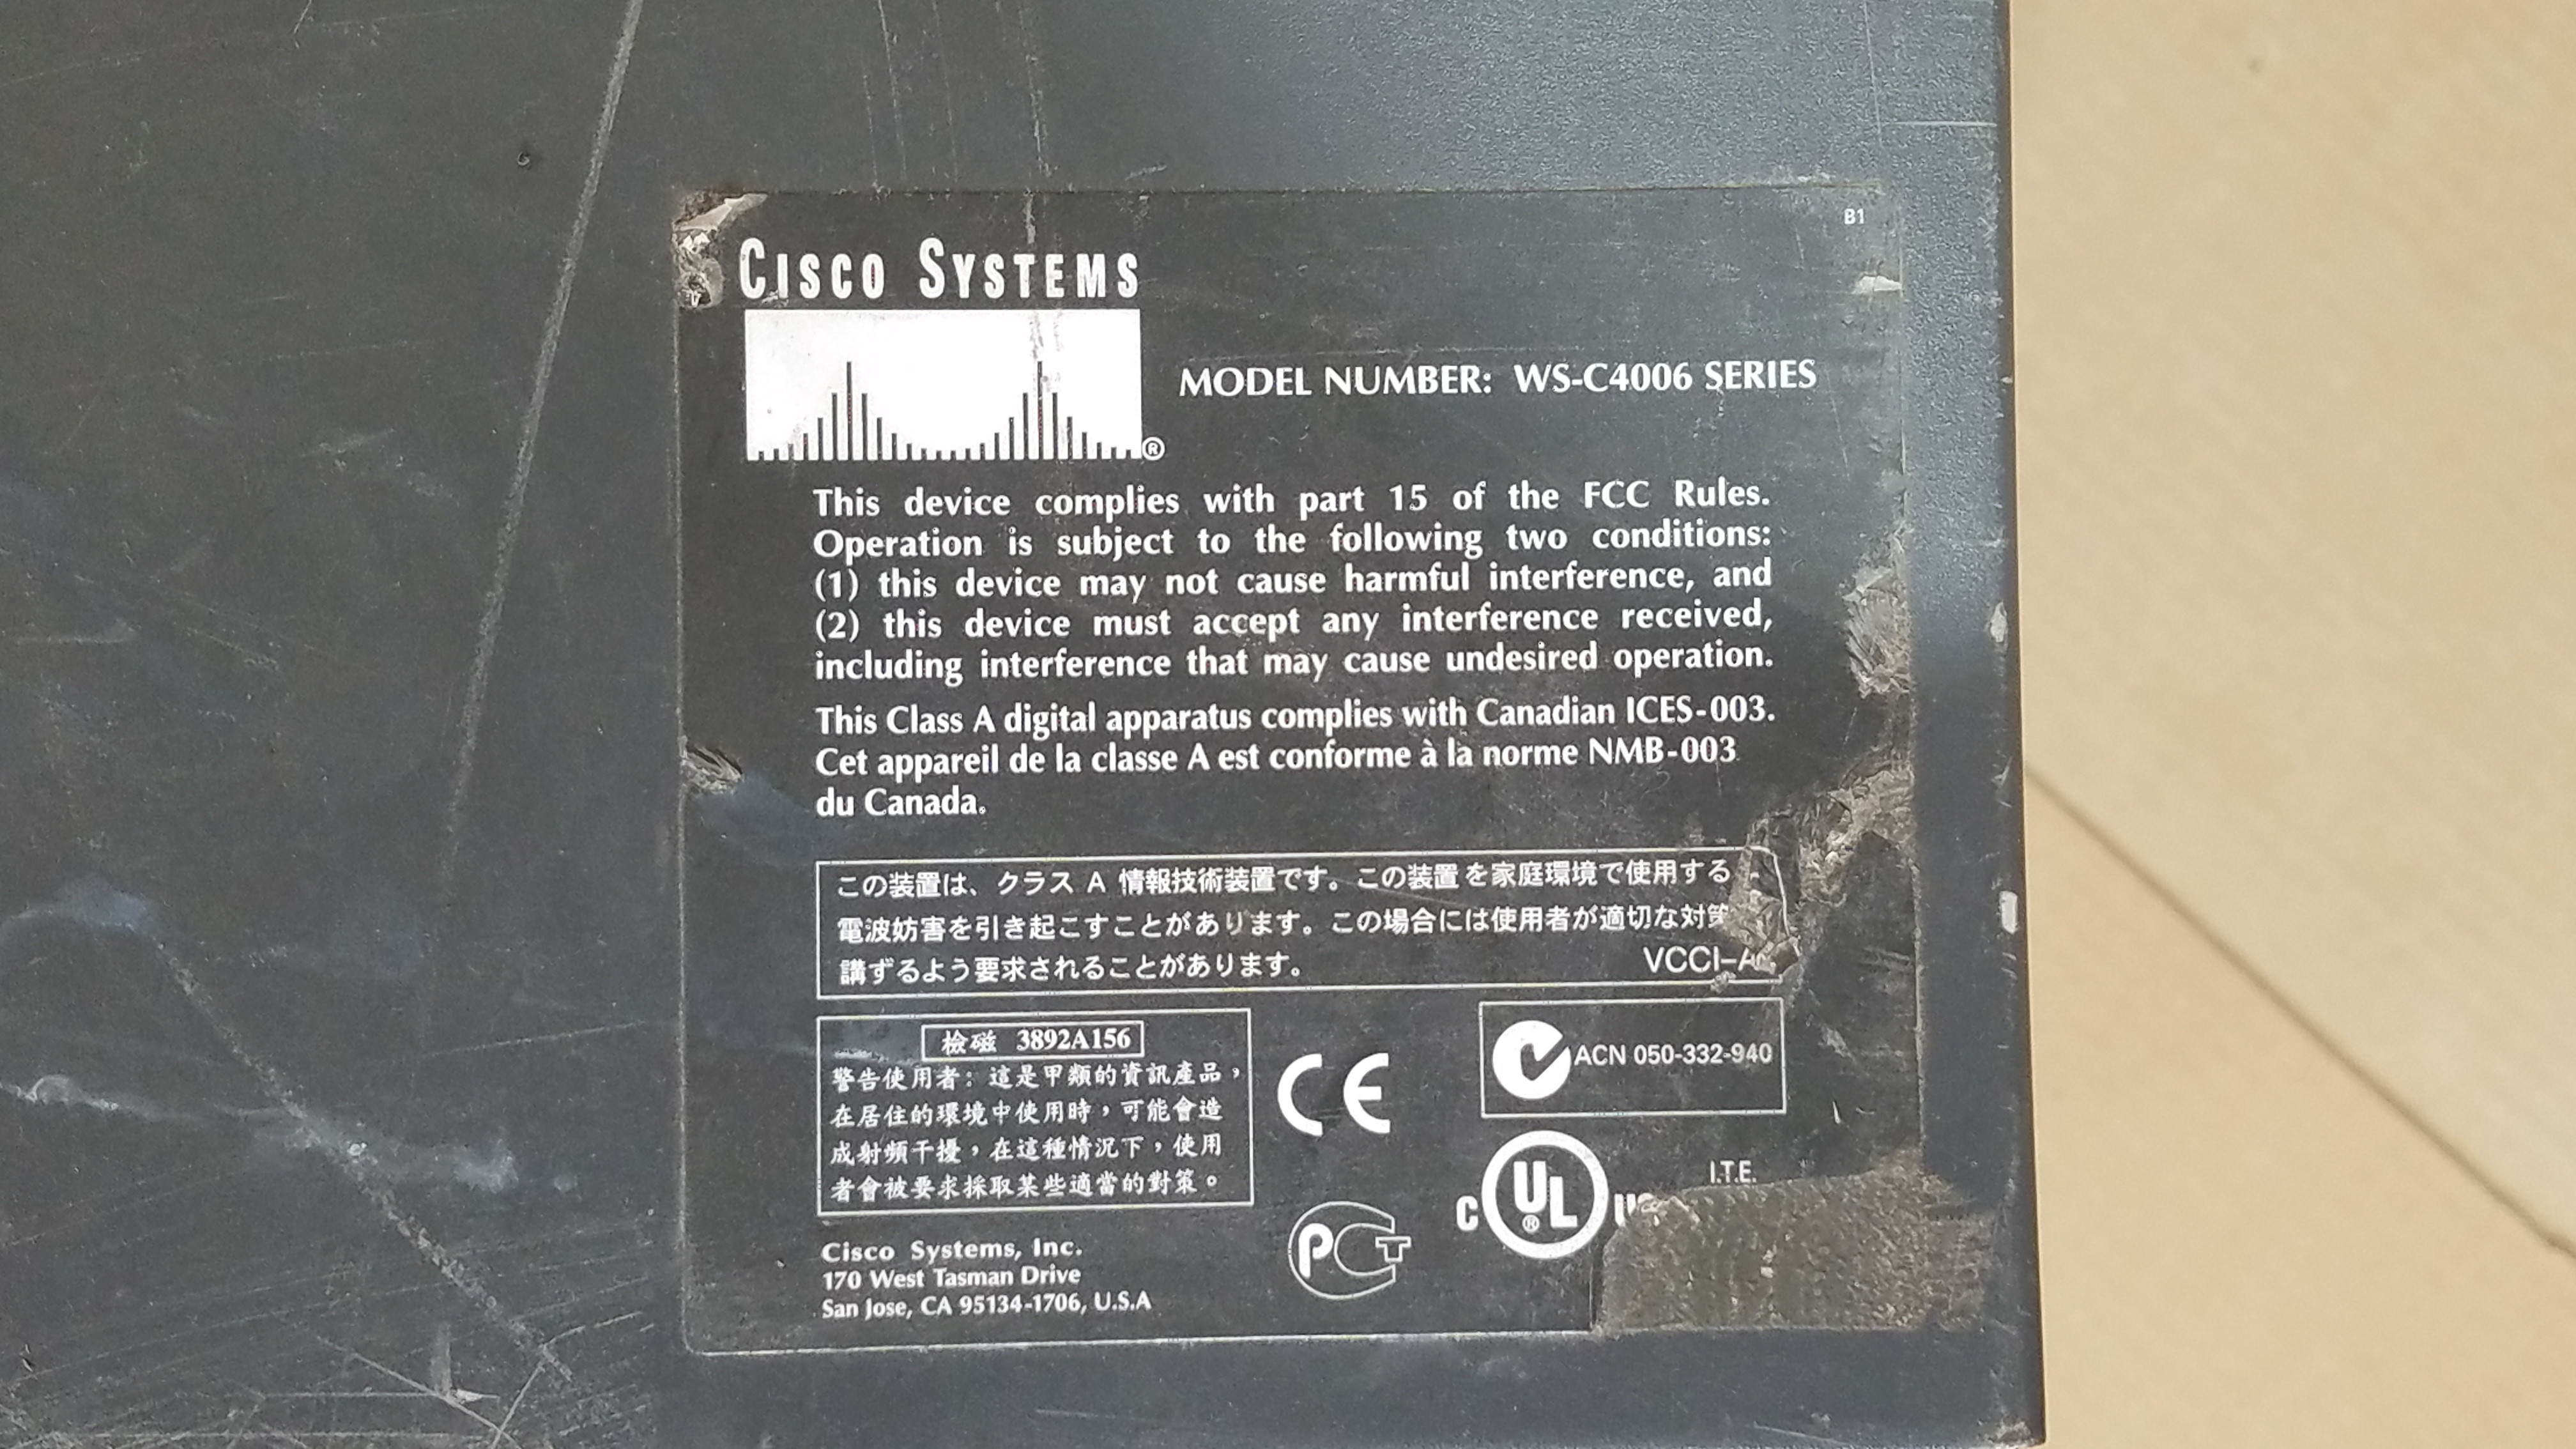 B1
CISCO SYSTEMS
®
MODEL NUMBER: WS-C4006 SERIES
This device complies with part 15 of the FCC Rules.
Operation is subject to the following two conditions:
(1) this device may not cause harmful interference, and
(2) this device must accept any interference received,
including interference that may cause undesired operation.
This Class A digital apparatus complies with Canadian ICES-003.
Cet appareil de la classe A est conforme à la norme NMB-003
du Canada.
この装置は、クラス A 情報技術装置です。この装置を家庭環境で使用する
電波妨害を引き起こすことがあります。この場合には使用者が適切な対策
講ずるよう要求されることがあります。 VCCI-A
檢磁 3892A156
警告使用者: 這是甲類的資訊產品，
在居住的環境中使用時，可能會造
成射頻干擾，在這種情況下，使用
者會被要求採取某些適當的對策。
CE
ACN 050-332-940
C UL ® US
I.T.E.
PCT
Cisco Systems, Inc.
170 West Tasman Drive
San Jose, CA 95134-1706, U.S.A